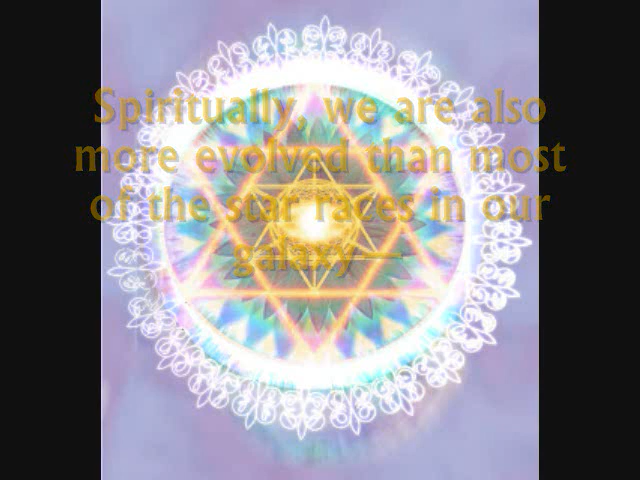 Spiritually, we are also
more evolved than most
of the star races in our
galaxy—